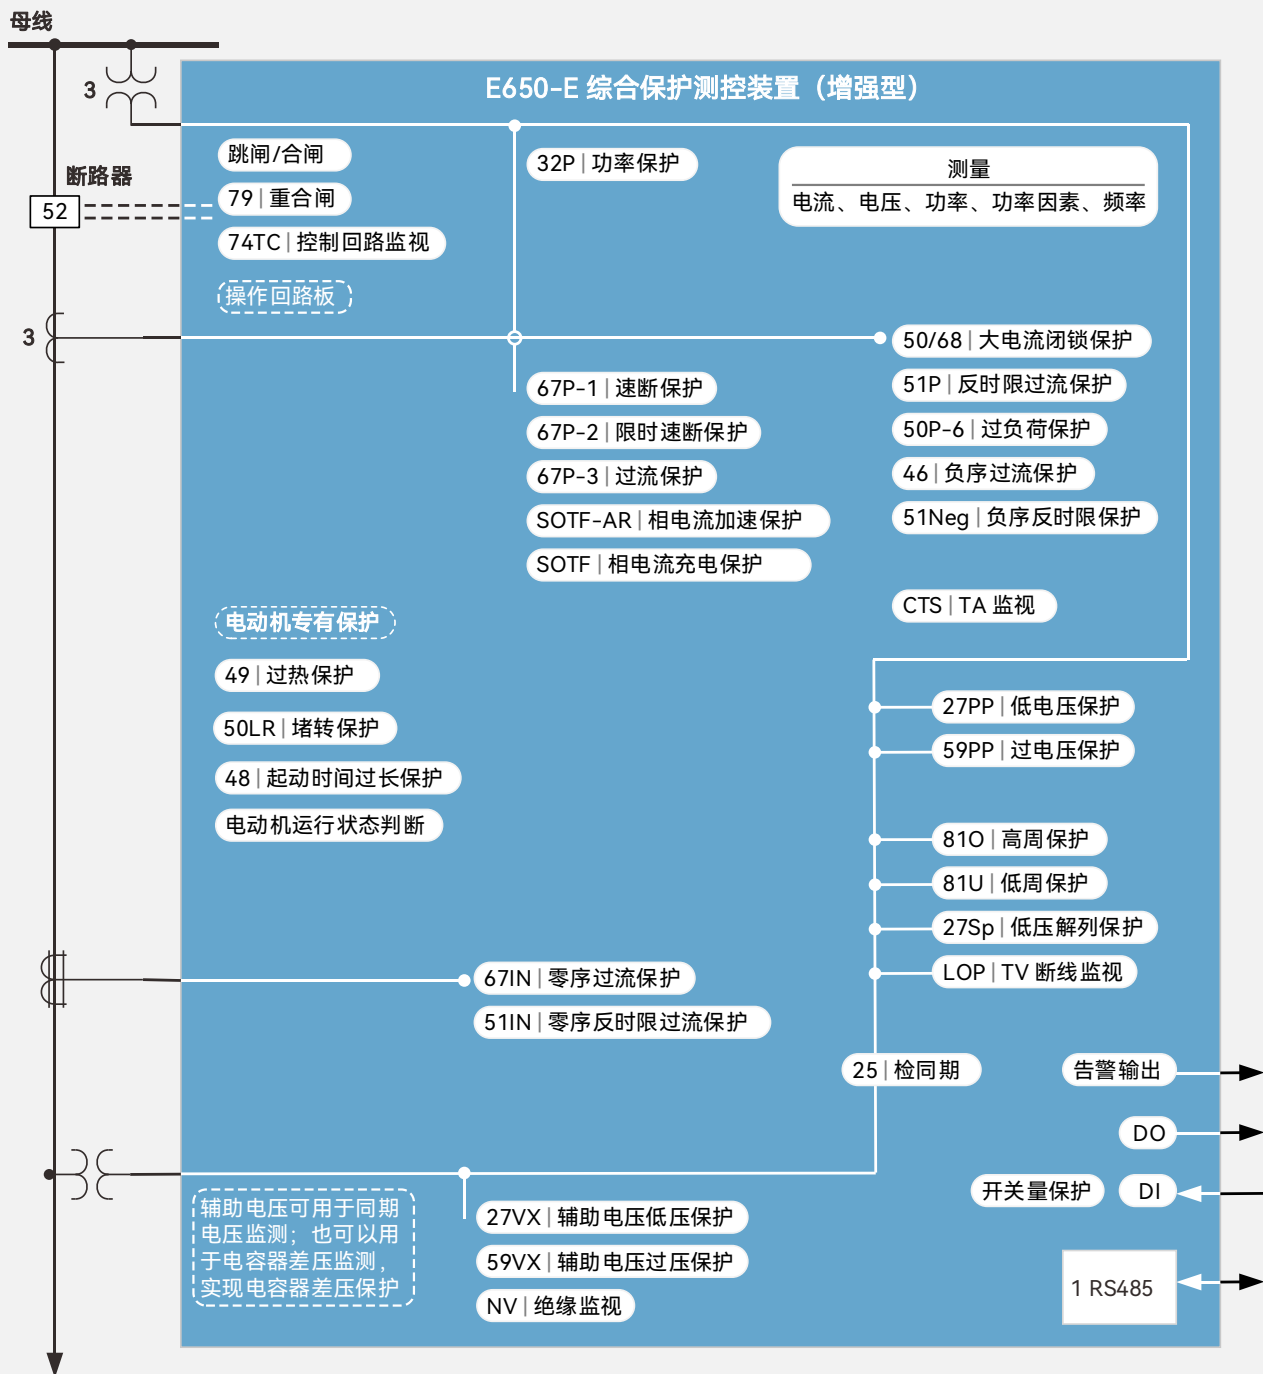 母线
E650-E 综合保护测控装置（增强型）
3
断路器
52
跳闸/合闸
79 | 重合闸
74TC | 控制回路监视
操作回路板
32P | 功率保护
测量
电流、电压、功率、功率因素、频率
3
50/68 | 大电流闭锁保护
51P | 反时限过流保护
50P-6 | 过负荷保护
46 | 负序过流保护
51Neg | 负序反时限保护
CTS | TA 监视
67P-1 | 速断保护
67P-2 | 限时速断保护
67P-3 | 过流保护
SOTF-AR | 相电流加速保护
SOTF | 相电流充电保护
电动机专有保护
49 | 过热保护
50LR | 堵转保护
48 | 起动时间过长保护
电动机运行状态判断
27PP | 低电压保护
59PP | 过电压保护
81O | 高周保护
81U | 低周保护
27Sp | 低压解列保护
LOP | TV 断线监视
67IN | 零序过流保护
51IN | 零序反时限过流保护
25 | 检同期
告警输出
DO
开关量保护
DI
辅助电压可用于同期
电压监测；也可以用
于电容器差压监测，
实现电容器差压保护
27VX | 辅助电压低压保护
59VX | 辅助电压过压保护
NV | 绝缘监视
1 RS485